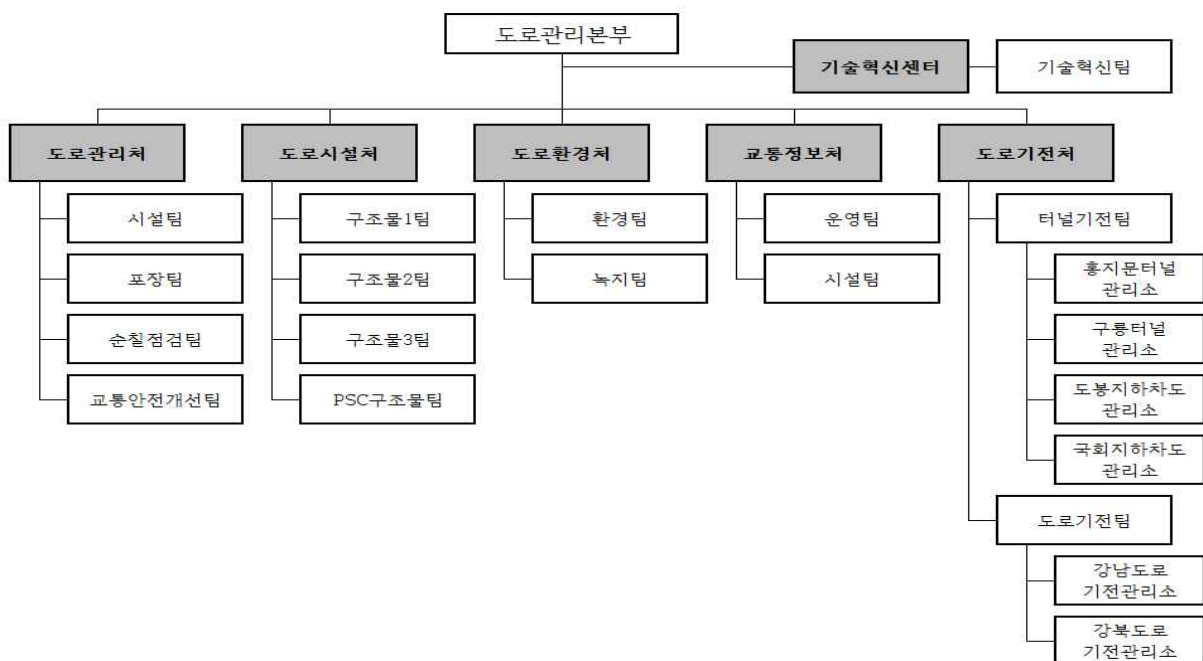 도로관리본부
기술혁신센터
기술혁신팀
도로관리처
도로시설처
도로환경처
교통정보처
도로기전처
시설팀
포장팀
순칠점검팀
교통안전개선팀
구조물1팀
구조물2팀
구조물3팀
PSC구조물팀
환경팀
녹지팀
운영팀
시설팀
터널기전팀
홍지문터널
관리소
구룡터널
관리소
도봉지하차도
관리소
국회지하차도
관리소
도로기전팀
강남도로
기전관리소
강북도로
기전관리소